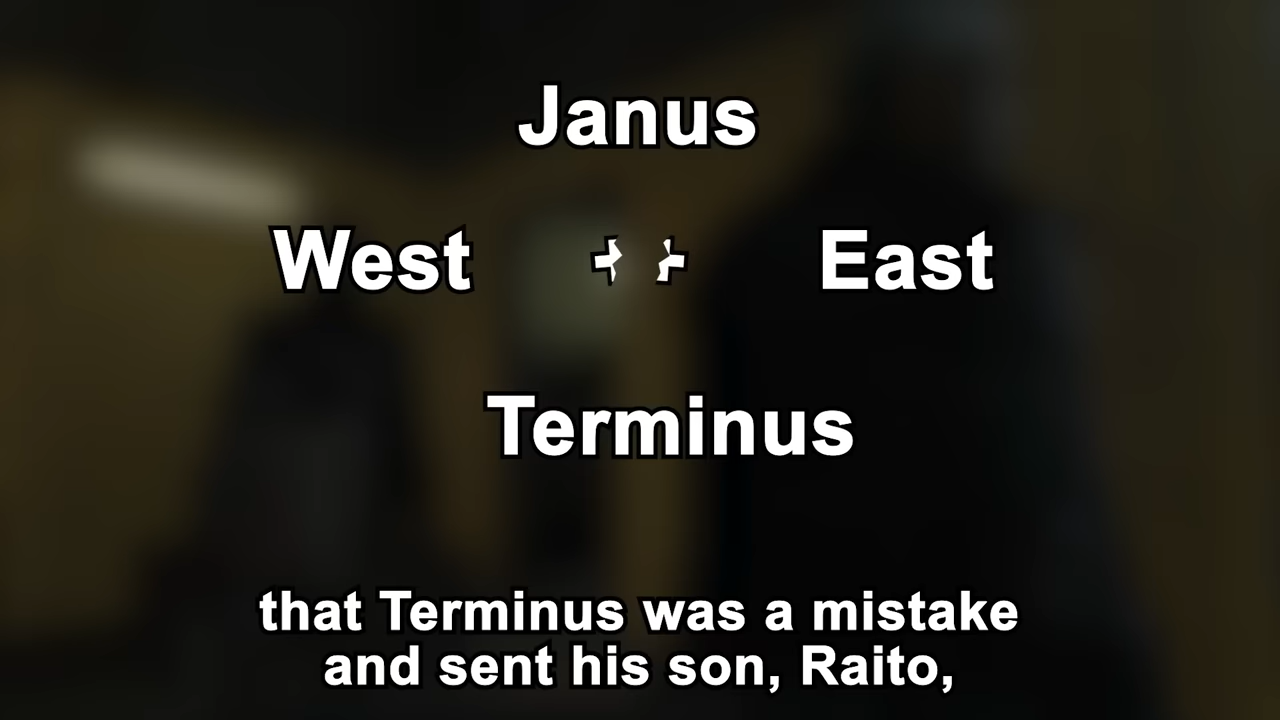 Janus
West East
Terminus
that Terminus was a mistake
and sent his son, Raito,